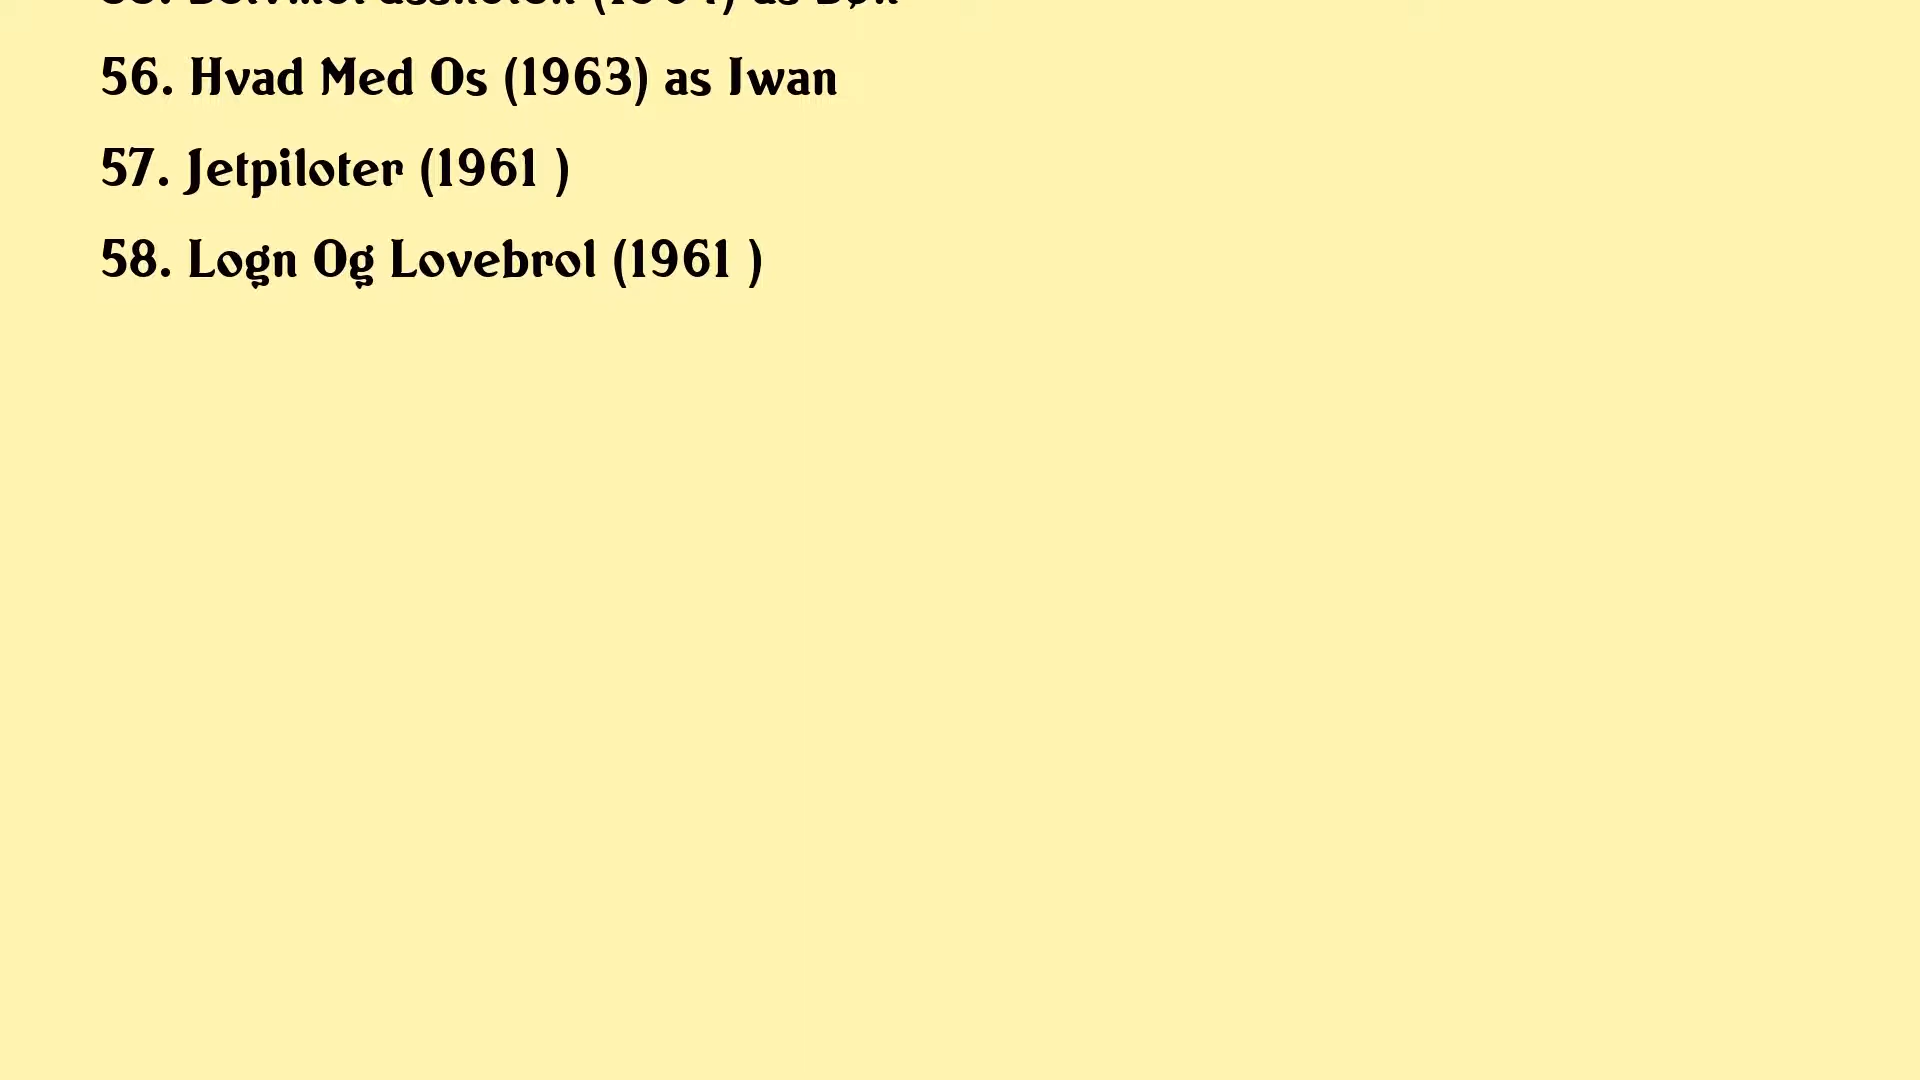 56. Hvad Med Os (1963) as Iwan
57. Jetpiloter (1961 )
58. Logn Og Lovebrol (1961 )